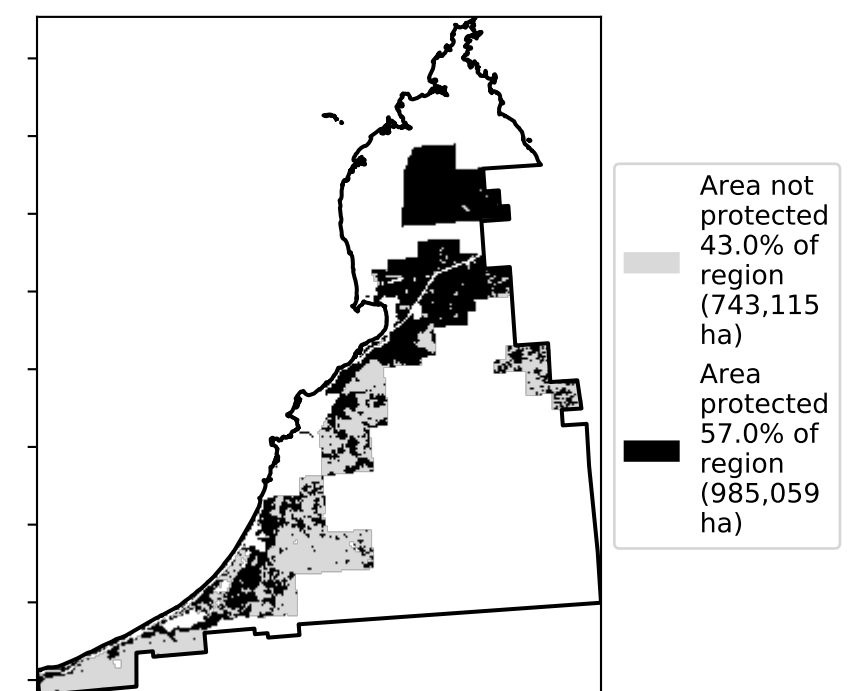 Area not
protected
43.0% of
region
(743,115
ha)
Area
protected
57.0% of
region
(985,059
ha)